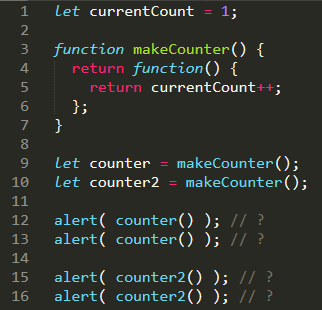 1 let currentCount = 1;
2
3 function makeCounter() {
4   return function() {
5     return currentCount++;
6   };
7 }
8
9 let counter = makeCounter();
10 let counter2 = makeCounter();
11
12 alert( counter() ); // ?
13 alert( counter() ); // ?
14
15 alert( counter2() ); // ?
16 alert( counter2() ); // ?